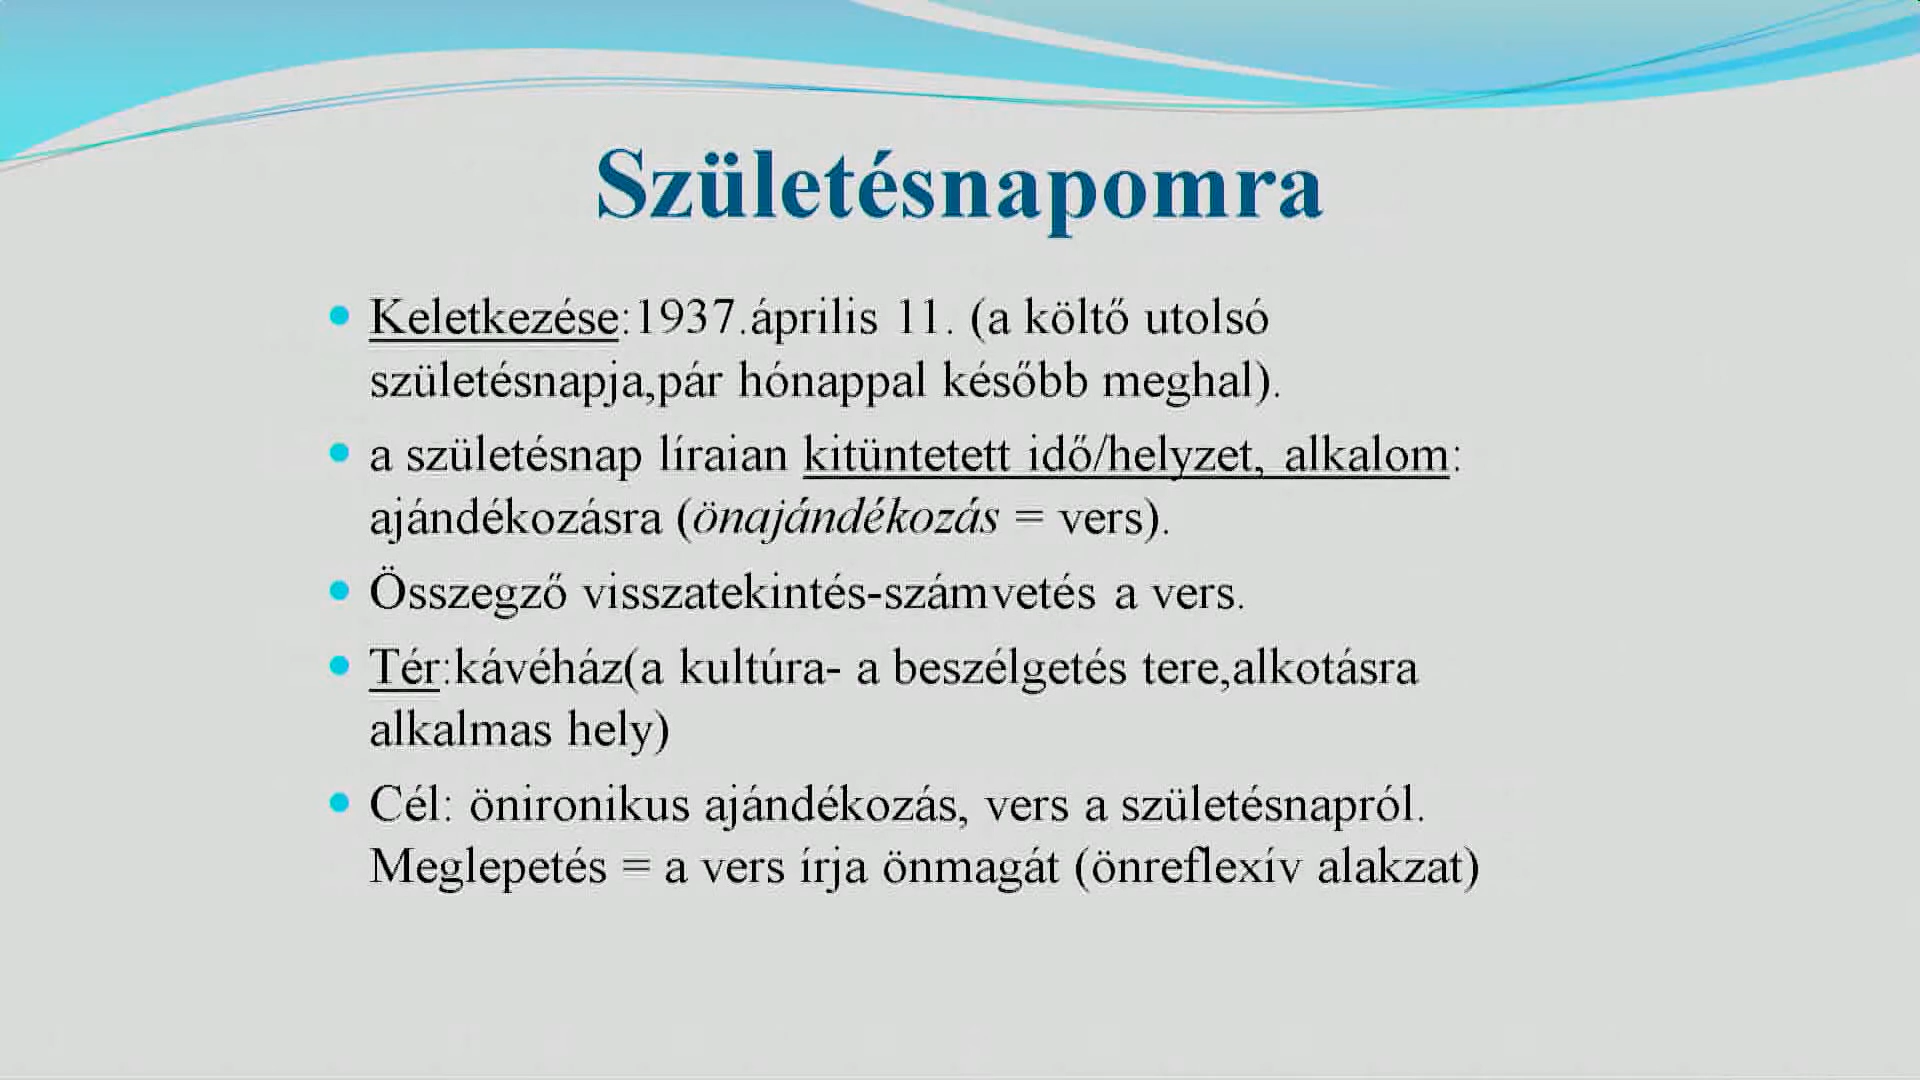 Születésnapomra
Keletkezése:1937.április 11. (a költő utolsó
születésnapja,pár hónappal később meghal).
a születésnap líraian kitüntetett idő/helyzet, alkalom:
ajándékozásra (önajándékozás = vers).
Összegző visszatekintés-számvetés a vers.
Tér:kávéház(a kultúra- a beszélgetés tere,alkotásra
alkalmas hely)
Cél: önironikus ajándékozás, vers a születésnapról.
Meglepetés = a vers írja önmagát (önreflexív alakzat)